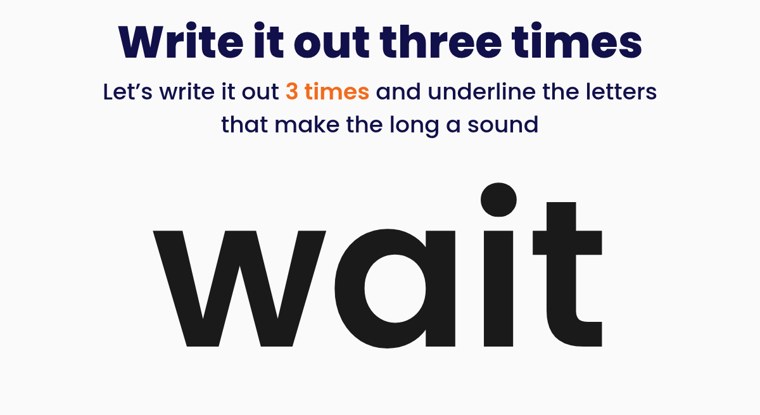 Write it out three times
Let’s write it out 3 times and underline the letters
that make the long a sound
wait